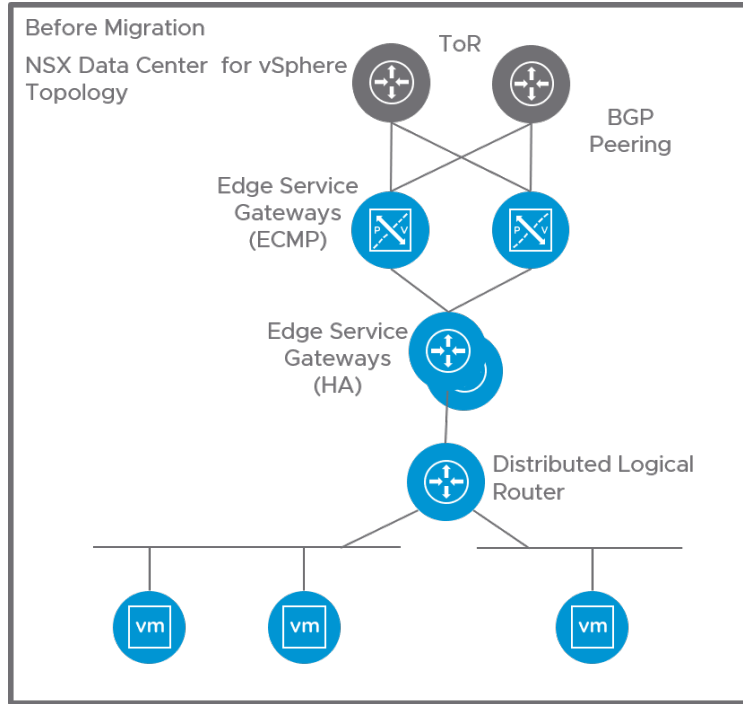 Before Migration
NSX Data Center for vSphere
Topology
ToR
BGP
Peering
Edge Service
Gateways
(ECMP)
P
V
P
V
Edge Service
Gateways
(HA)
Distributed Logical
Router
vm
vm
vm